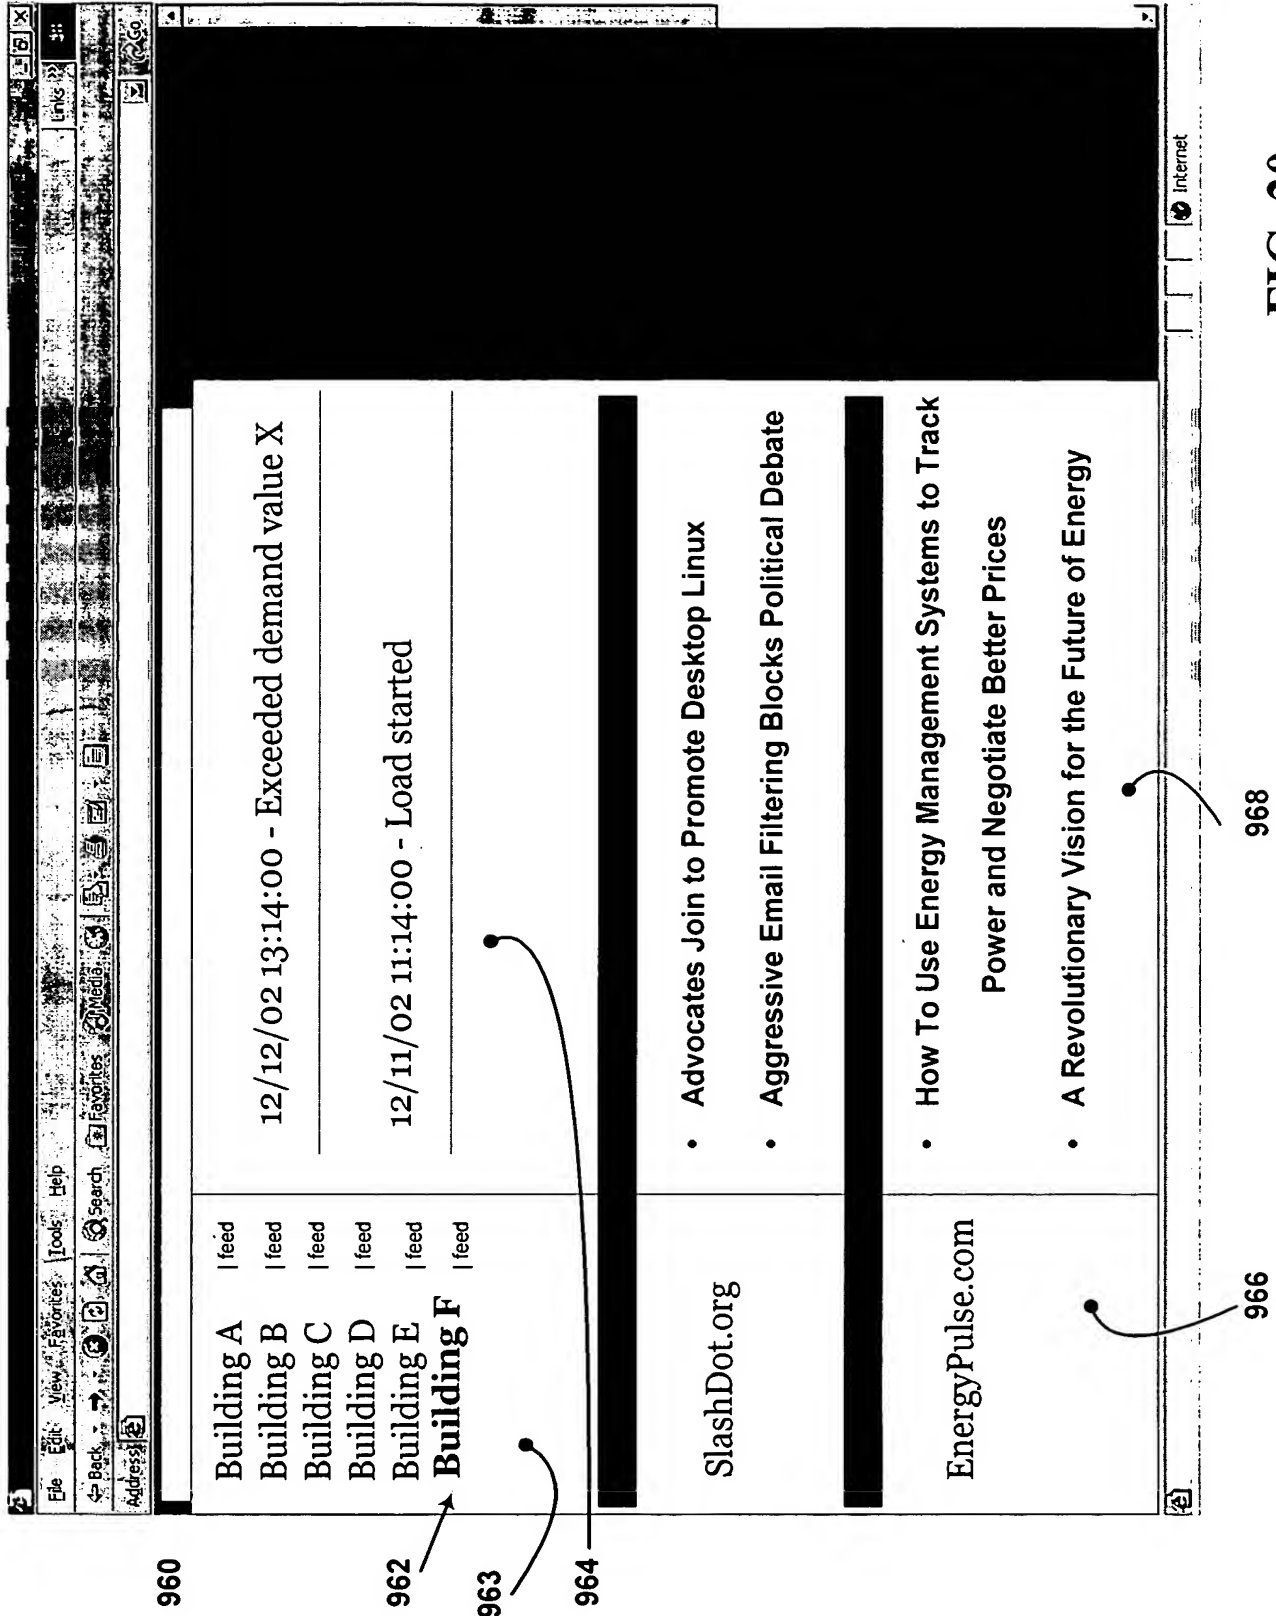 File Edit View Favorites Tools Help
Links
Back Search Favorites Media
Address
Go
960
Building A | feed
Building B | feed
Building C | feed
Building D | feed
Building E | feed
Building F | feed
12/12/02 13:14:00 - Exceeded demand value X
12/11/02 11:14:00 - Load started
962
963
964
SlashDot.org
• Advocates Join to Promote Desktop Linux
• Aggressive Email Filtering Blocks Political Debate
EnergyPulse.com
• How To Use Energy Management Systems to Track
Power and Negotiate Better Prices
• A Revolutionary Vision for the Future of Energy
Internet
966
968